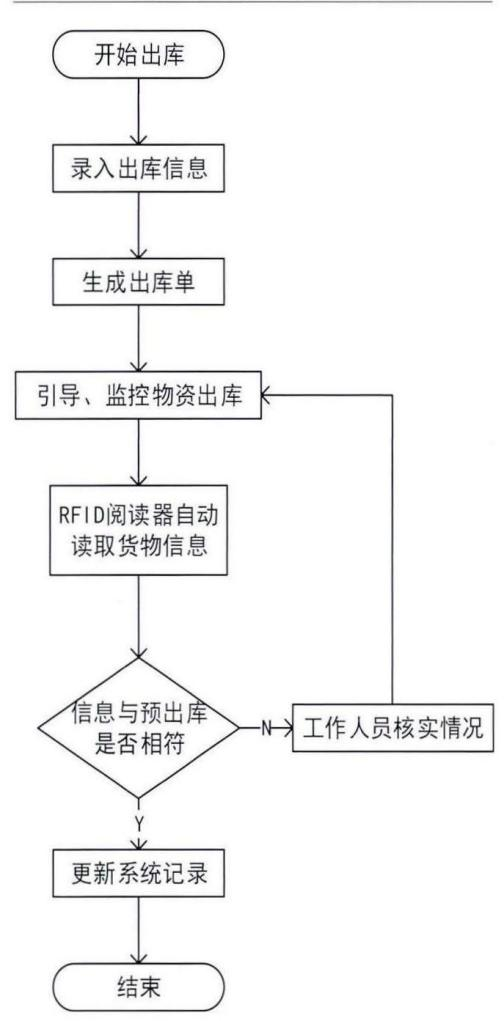 开始出库
录入出库信息
生成出库单
引导、监控物资出库
RFID阅读器自动
读取货物信息
信息与预出库
是否相符
N
工作人员核实情况
Y
更新系统记录
结束